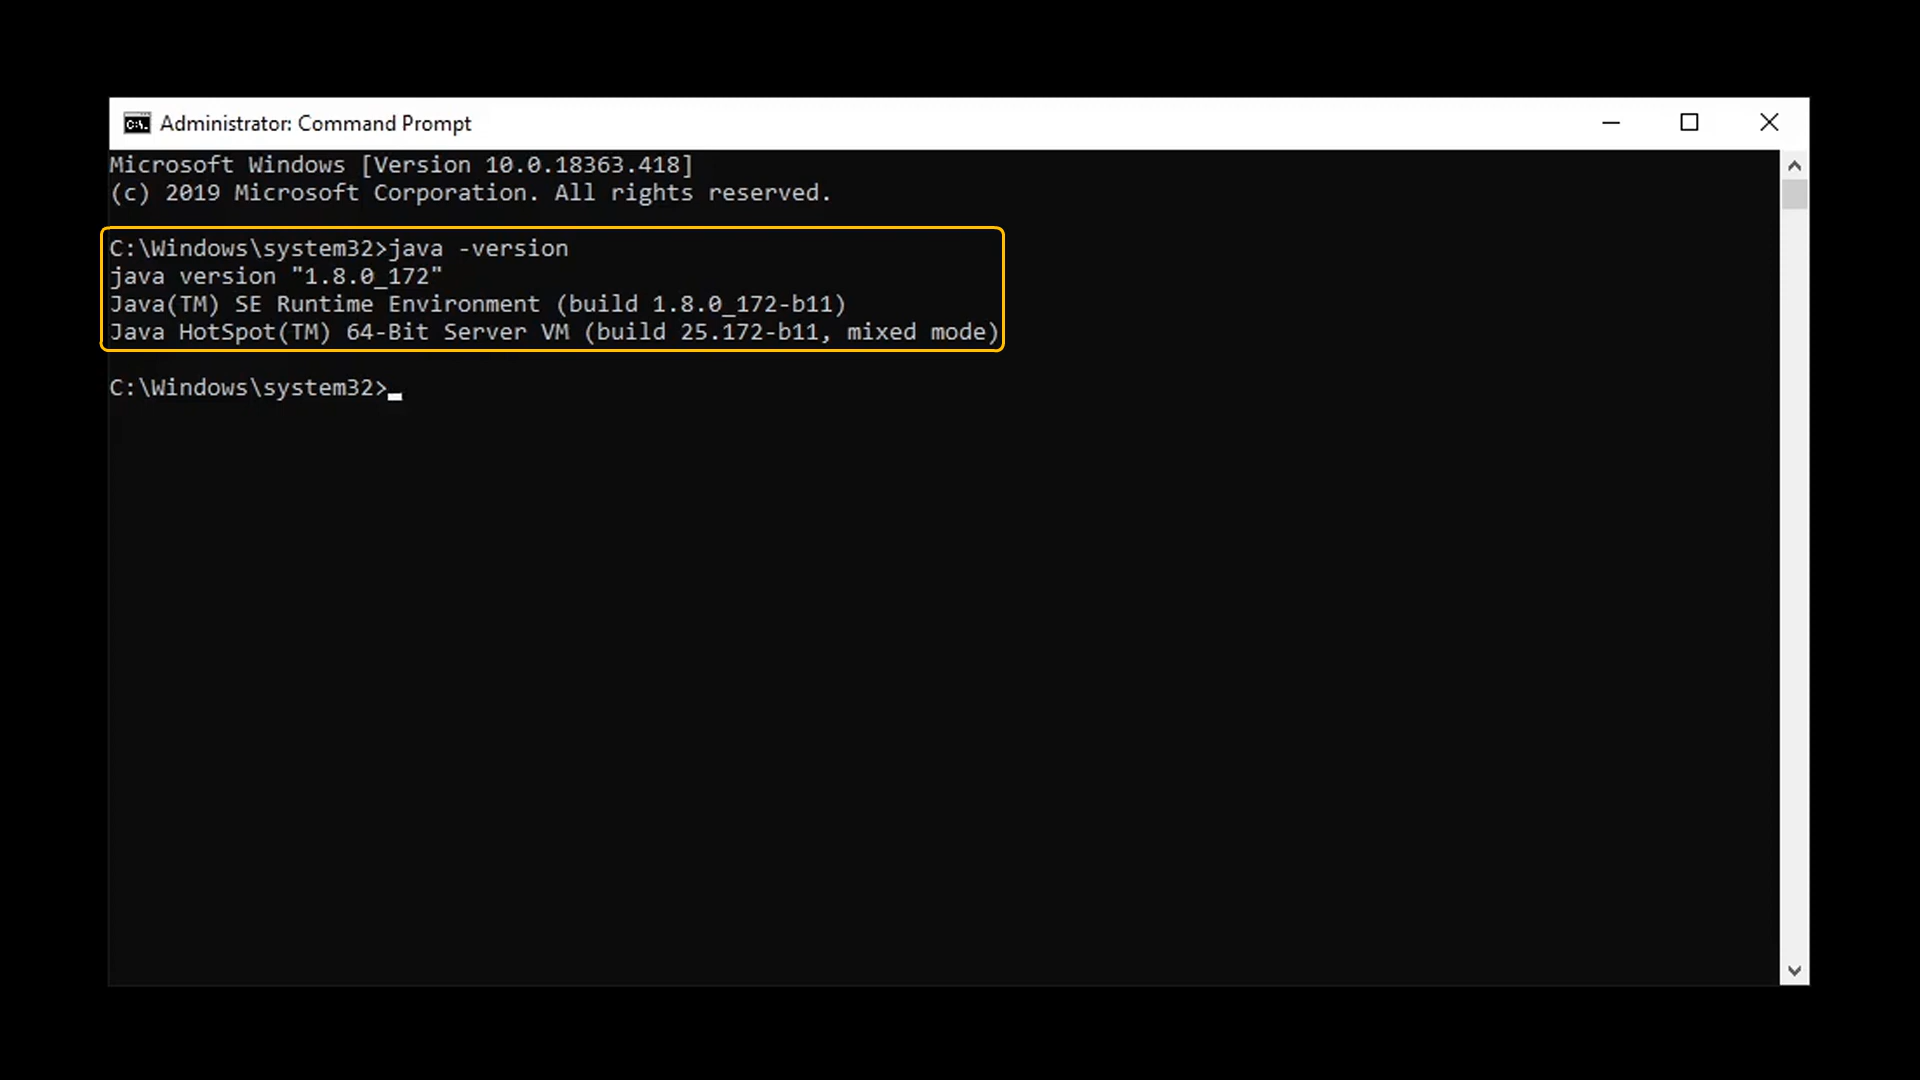 Administrator: Command Prompt
Microsoft Windows [Version 10.0.18363.418]
(c) 2019 Microsoft Corporation. All rights reserved.
C:\Windows\system32>java -version
java version "1.8.0_172"
Java(TM) SE Runtime Environment (build 1.8.0_172-b11)
Java HotSpot(TM) 64-Bit Server VM (build 25.172-b11, mixed mode)
C:\Windows\system32>